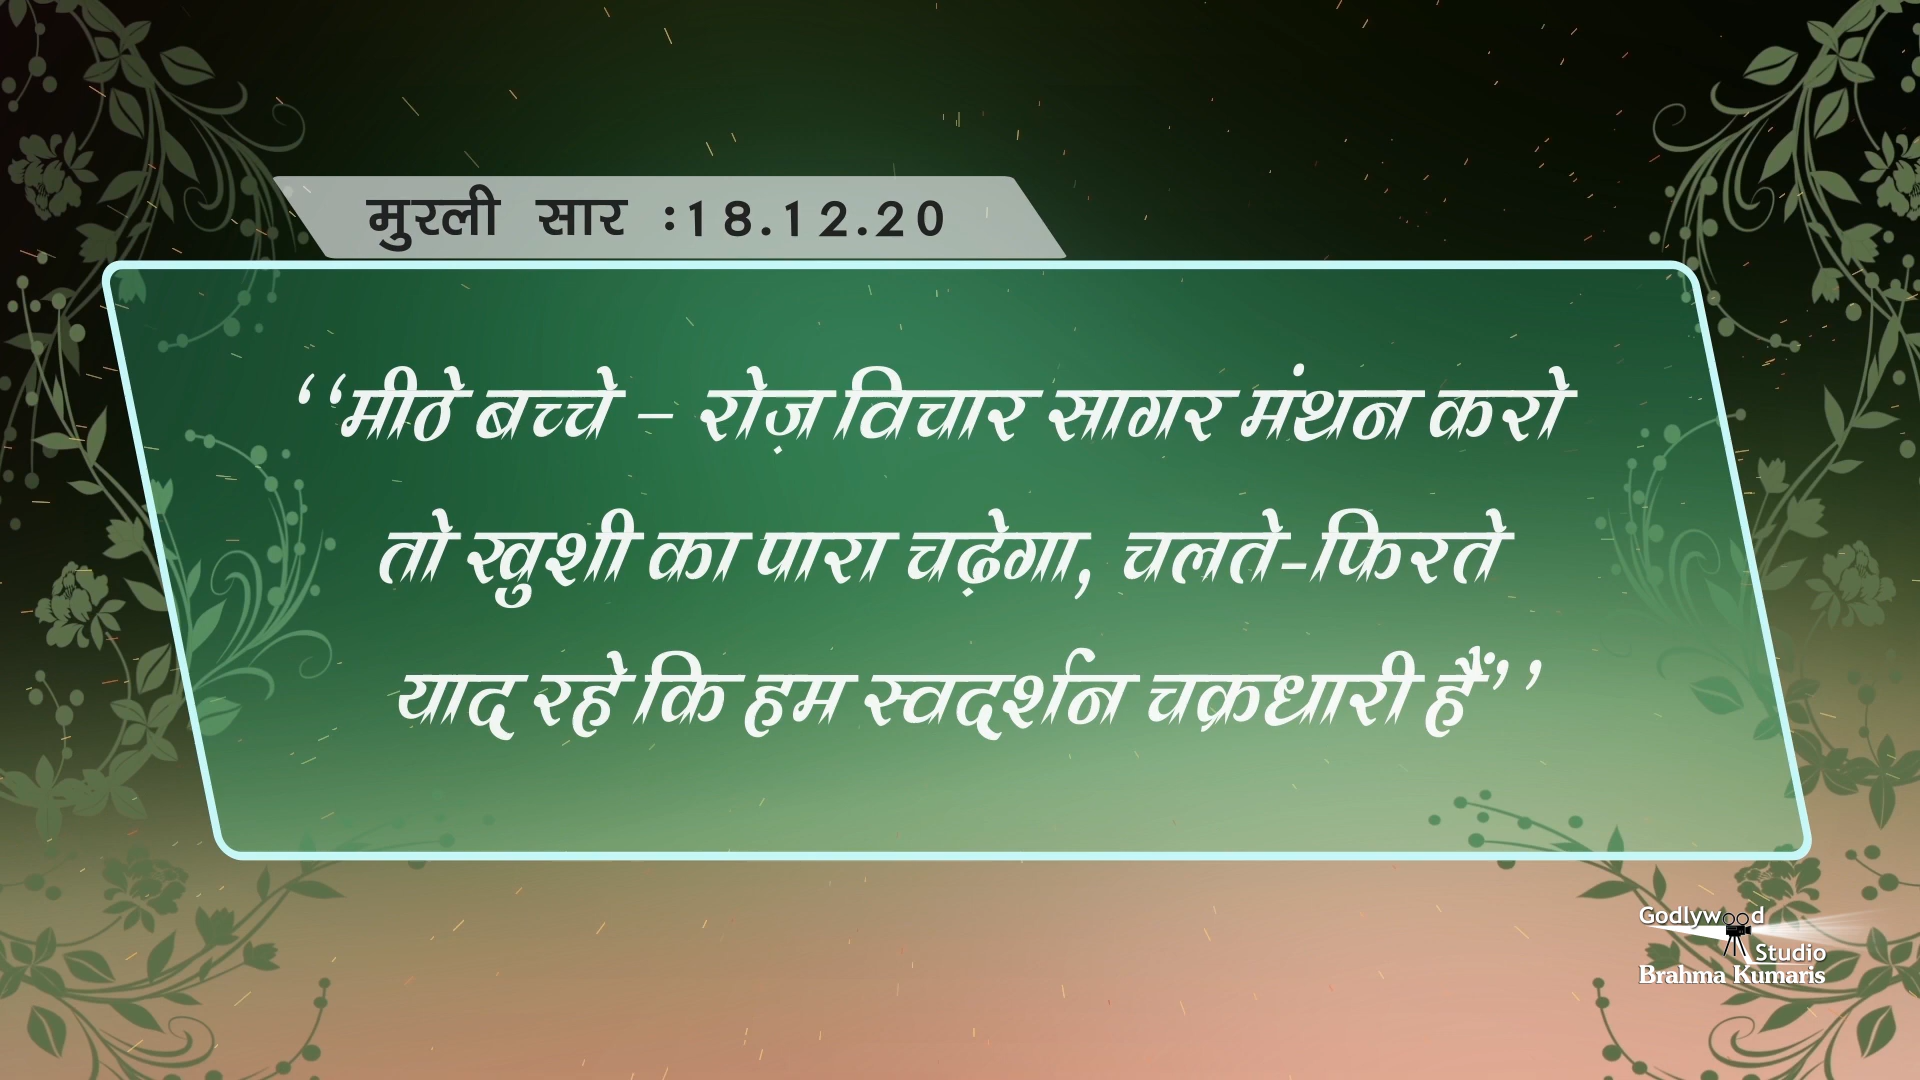 मुरली सार :18.12.20
‘‘मीठे बच्चे – रोज़ विचार सागर मंथन करो
तो खुशी का पारा चढ़ेगा, चलते-फिरते
याद रहे कि हम स्वदर्शन चक्रधारी हैं’’
Godlywood
Studio
Brahma Kumaris